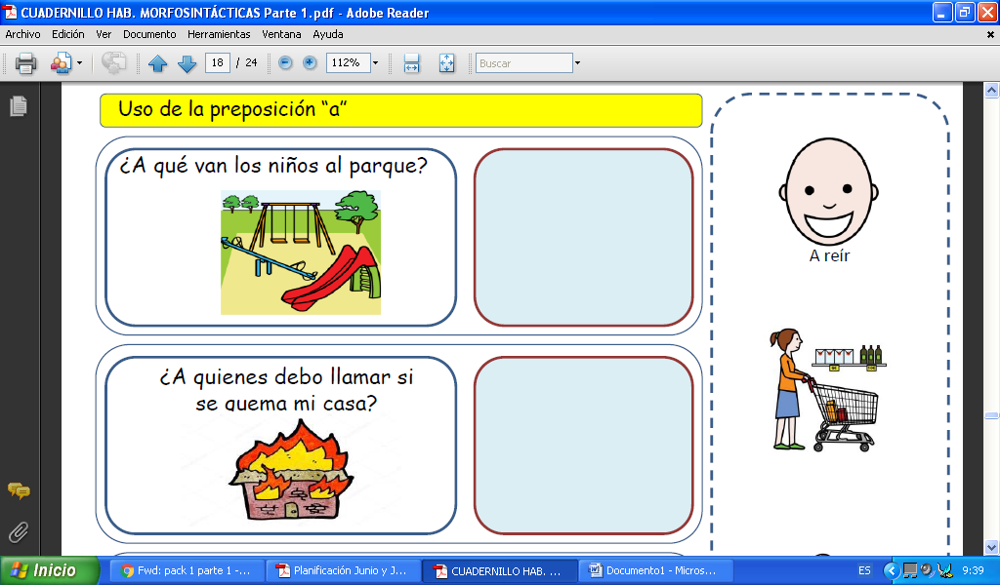 CUADERNILLO HAB. MORFOSINTÁCTICAS Parte 1.pdf - Adobe Reader
Archivo Edición Ver Documento Herramientas Ventana Ayuda
18 / 24 112% Buscar
Uso de la preposición “a”
¿A qué van los niños al parque?
A reír
¿A quienes debo llamar si
se quema mi casa?
Inicio Fwd: pack 1 parte 1 -... Planificación Junio y J... CUADERNILLO HAB. ... Documento1 - Micros... ES 9:39